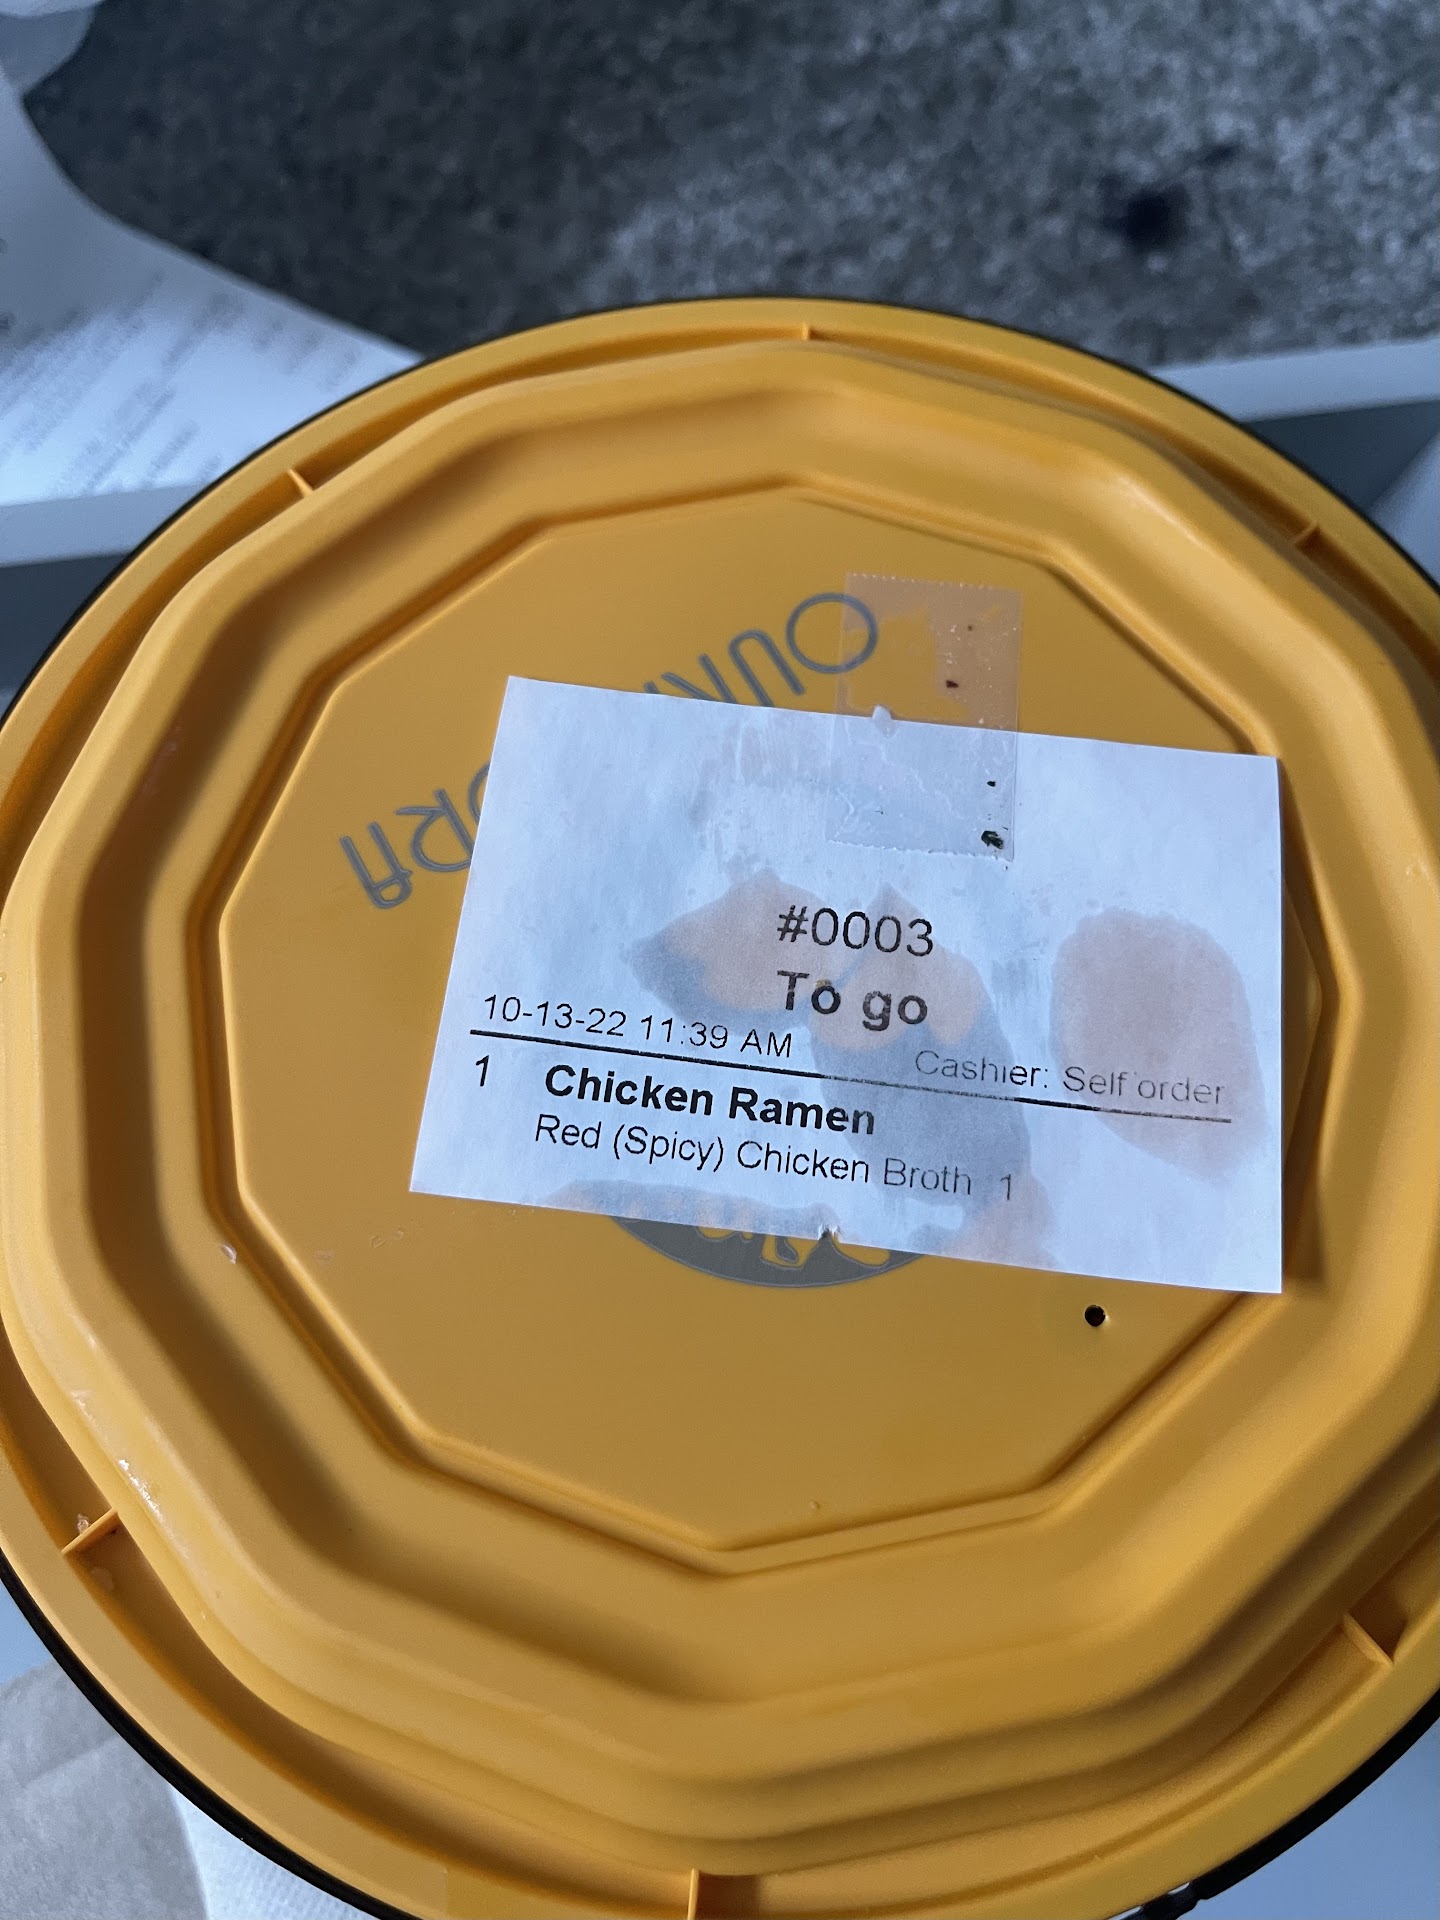 #0003
To go
10-13-22 11:39 AM
Cashier: Self order
1 Chicken Ramen
Red (Spicy) Chicken Broth 1